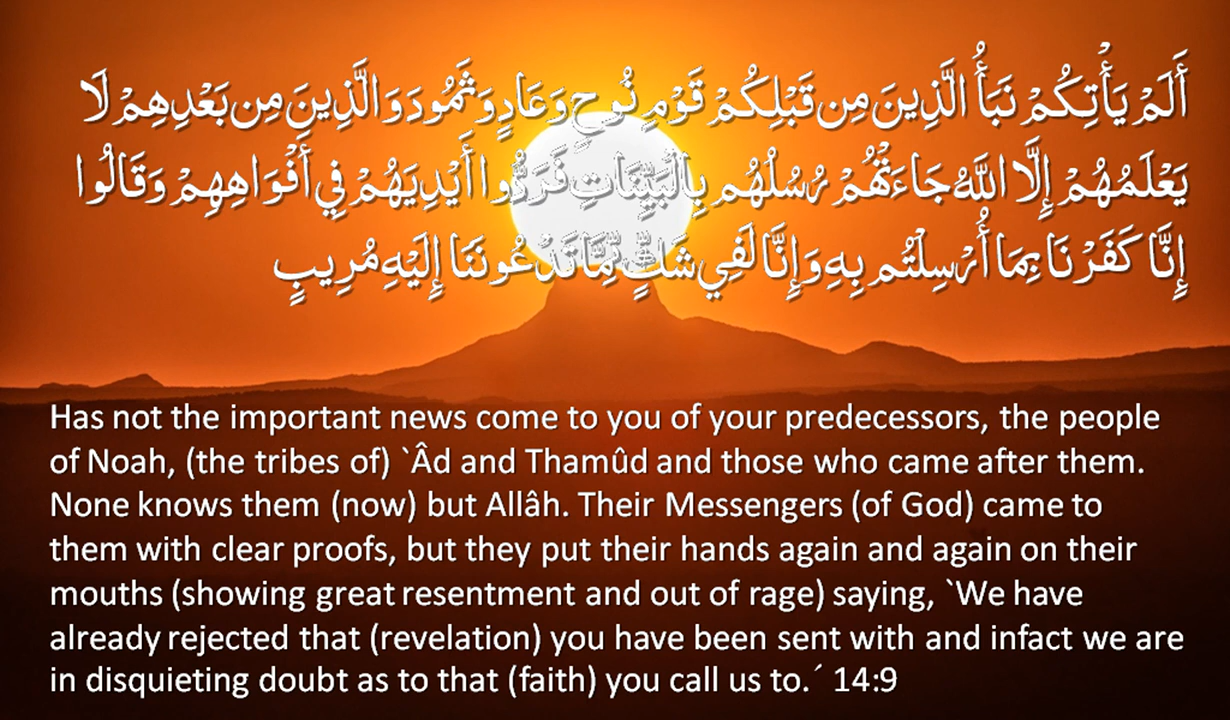 أَلَمْ يَأْتِكُمْ نَبَأُ الَّذِينَ مِن قَبْلِكُمْ قَوْمِ نُوحٍ وَعَادٍ وَثَمُودَ وَالَّذِينَ مِن بَعْدِهِمْ لَا
يَعْلَمُهُمْ إِلَّا اللَّهُ جَاءَتْهُمْ رُسُلُهُم بِالْبَيِّنَاتِ فَرَدُّوا أَيْدِيَهُمْ فِي أَفْوَاهِهِمْ وَقَالُوا
إِنَّا كَفَرْنَا بِمَا أُرْسِلْتُم بِهِ وَإِنَّا لَفِي شَكٍّ مِّمَّا تَدْعُونَنَا إِلَيْهِ مُرِيبٍ
Has not the important news come to you of your predecessors, the people
of Noah, (the tribes of) `Âd and Thamûd and those who came after them.
None knows them (now) but Allâh. Their Messengers (of God) came to
them with clear proofs, but they put their hands again and again on their
mouths (showing great resentment and out of rage) saying, `We have
already rejected that (revelation) you have been sent with and infact we are
in disquieting doubt as to that (faith) you call us to.´ 14:9